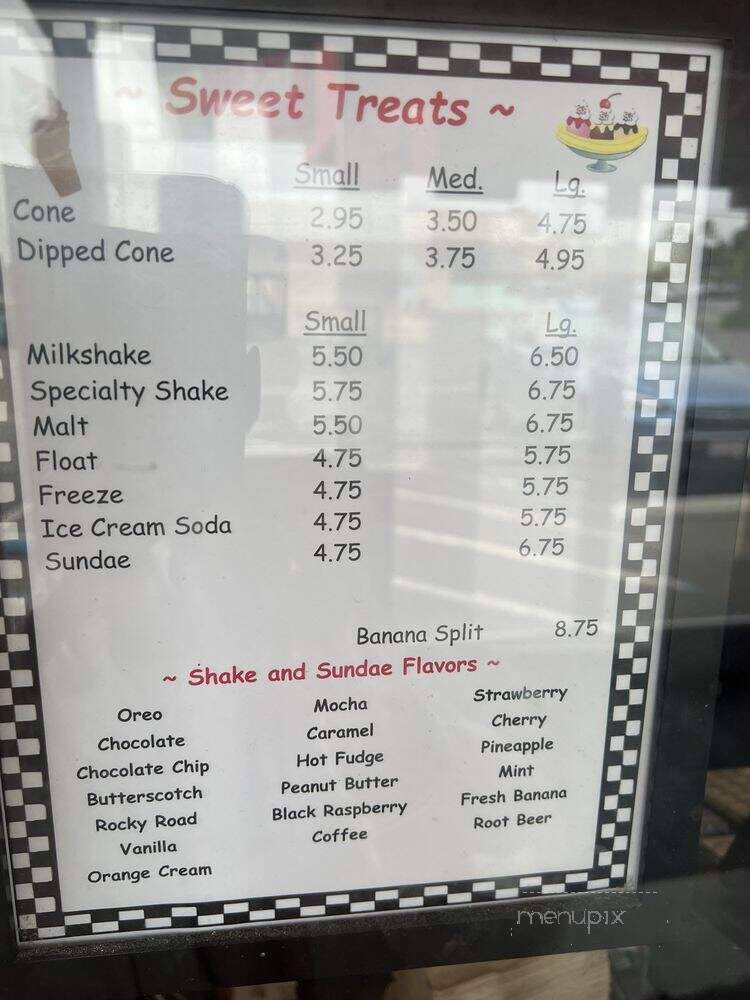 ~ Sweet Treats ~
Small Med. Lg.
Cone 2.95 3.50 4.75
Dipped Cone 3.25 3.75 4.95
Small Lg.
Milkshake 5.50 6.50
Specialty Shake 5.75 6.75
Malt 5.50 6.75
Float 4.75 5.75
Freeze 4.75 5.75
Ice Cream Soda 4.75 5.75
Sundae 4.75 6.75
Banana Split 8.75
~ Shake and Sundae Flavors ~
Oreo Mocha Strawberry
Chocolate Caramel Cherry
Chocolate Chip Hot Fudge Pineapple
Butterscotch Peanut Butter Mint
Rocky Road Black Raspberry Fresh Banana
Vanilla Coffee Root Beer
Orange Cream
menupix